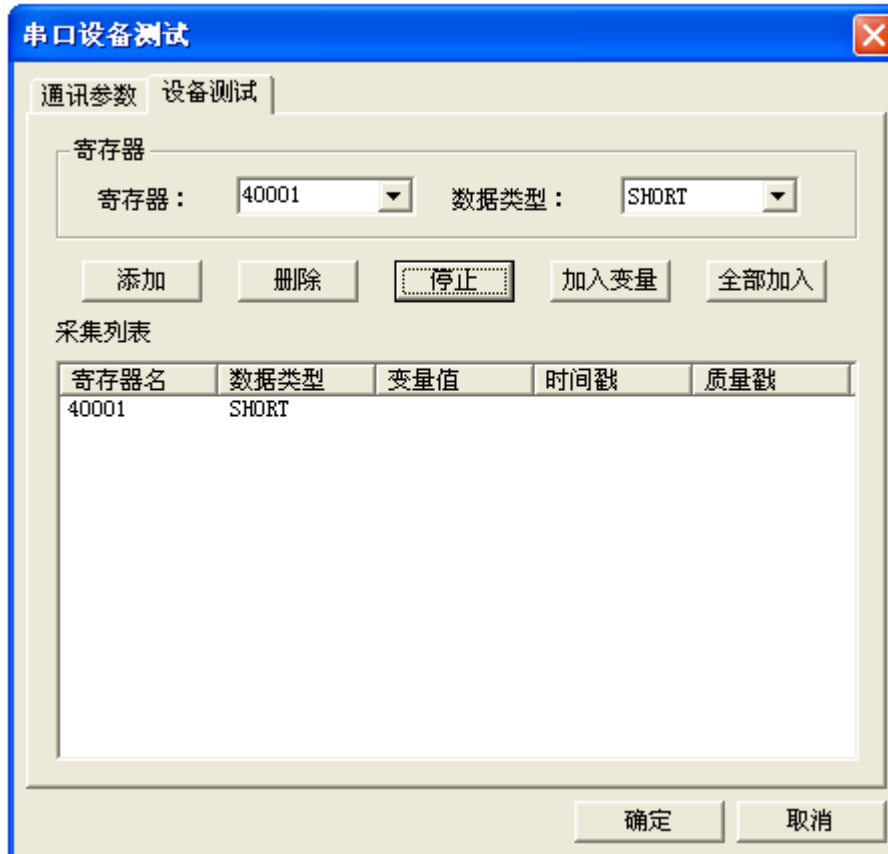 串口设备测试
通讯参数 设备测试
寄存器
寄存器： 40001 数据类型： SHORT
添加 删除 停止 加入变量 全部加入
采集列表
寄存器名 数据类型 变量值 时间戳 质量戳
40001 SHORT
确定 取消